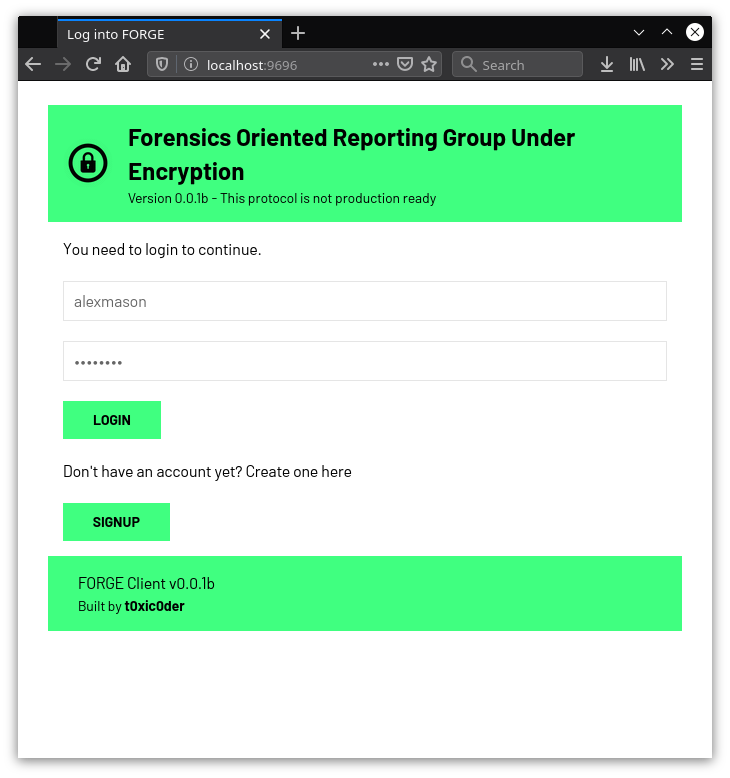 Log into FORGE
localhost:9696
Search
Forensics Oriented Reporting Group Under
Encryption
Version 0.0.1b - This protocol is not production ready
You need to login to continue.
alexmason
••••••••
LOGIN
Don't have an account yet? Create one here
SIGNUP
FORGE Client v0.0.1b
Built by t0xic0der